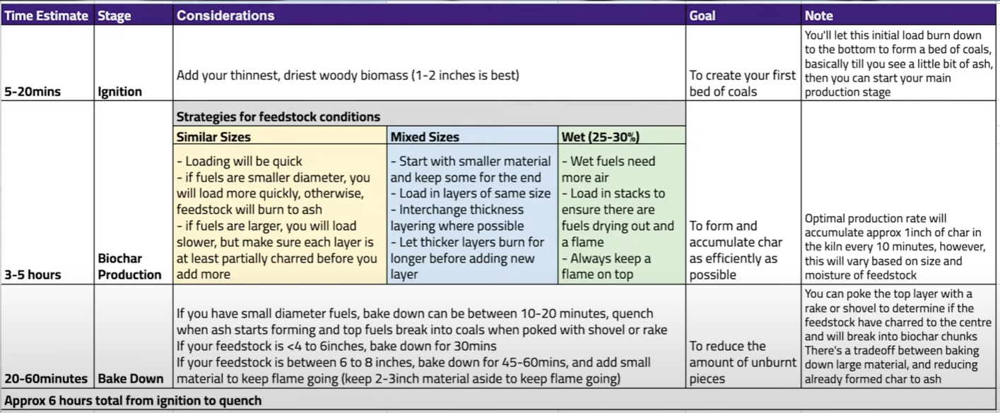 Time Estimate Stage Considerations Goal Note
5-20mins
Ignition
Add your thinnest, driest woody biomass (1-2 inches is best)
To create your first
bed of coals
You'll let this initial load burn down
to the bottom to form a bed of coals,
basically till you see a little bit of ash,
then you can start your main
production stage
3-5 hours
Biochar
Production
Strategies for feedstock conditions
Similar Sizes
- Loading will be quick
- if fuels are smaller diameter, you
will load more quickly, otherwise,
feedstock will burn to ash
- if fuels are larger, you will load
slower, but make sure each layer is
at least partially charred before you
add more
Mixed Sizes
- Start with smaller material
and keep some for the end
- Load in layers of same size
- Interchange thickness
layering where possible
- Let thicker layers burn for
longer before adding new
layer
Wet (25-30%)
- Wet fuels need
more air
- Load in stacks to
ensure there are
fuels drying out and
a flame
- Always keep a
flame on top
To form and
accumulate char
as efficiently as
possible
Optimal production rate will
accumulate approx 1inch of char in
the kiln every 10 minutes, however,
this will vary based on size and
moisture of feedstock
20-60minutes
Bake Down
If you have small diameter fuels, bake down can be between 10-20 minutes, quench
when ash starts forming and top fuels break into coals when poked with shovel or rake
If your feedstock is <4 to 6inches, bake down for 30mins
If your feedstock is between 6 to 8 inches, bake down for 45-60mins, and add small
material to keep flame going (keep 2-3inch material aside to keep flame going)
To reduce the
amount of unburnt
pieces
You can poke the top layer with a
rake or shovel to determine if the
feedstock have charred to the centre
and will break into biochar chunks
There's a tradeoff between baking
down large material, and reducing
already formed char to ash
Approx 6 hours total from ignition to quench